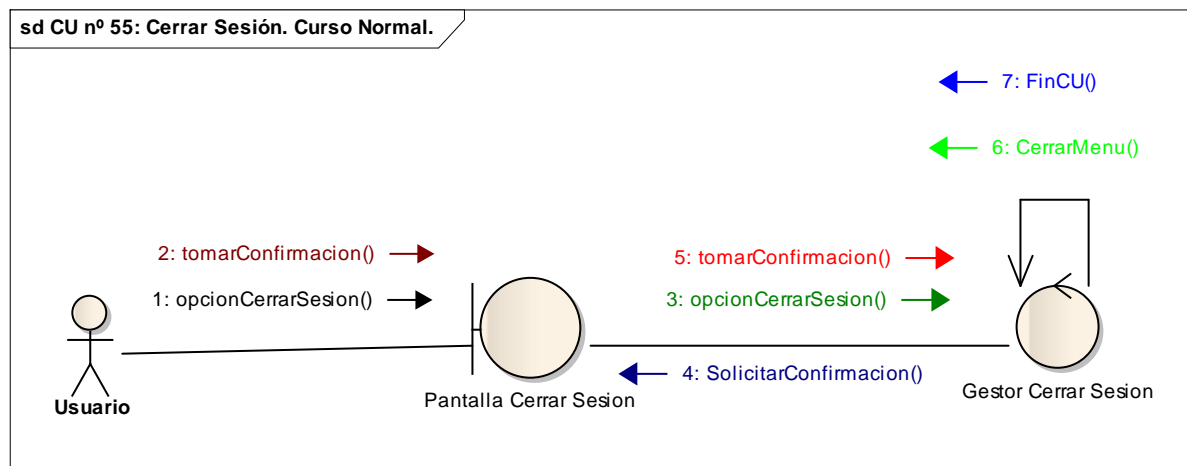 sd CU nº 55: Cerrar Sesión. Curso Normal.
7: FinCU()
6: CerrarMenu()
2: tomarConfirmacion()
5: tomarConfirmacion()
1: opcionCerrarSesion()
3: opcionCerrarSesion()
4: SolicitarConfirmacion()
Usuario
Pantalla Cerrar Sesion
Gestor Cerrar Sesion